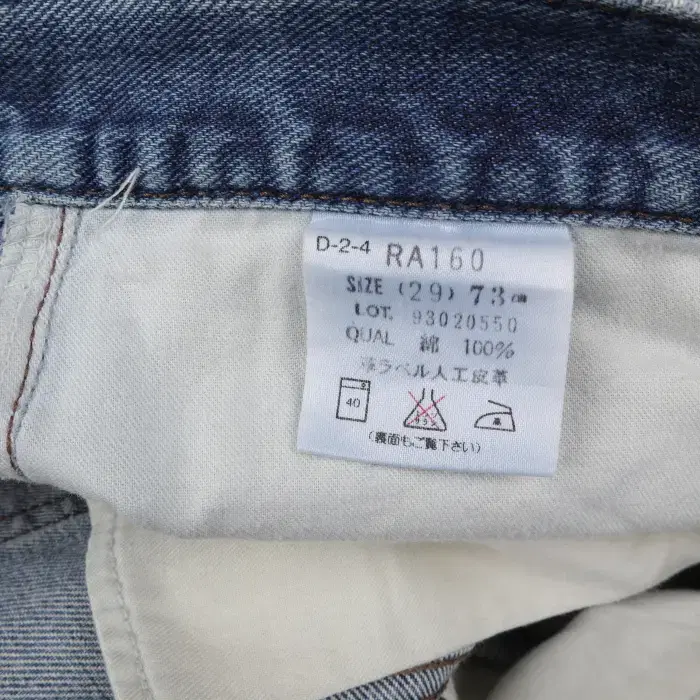 D-2-4 RA160
SIZE (29) 73cm
LOT. 93020550
QUAL 綿 100%
革ラベル人工皮革
40
(裏面もご覧下さい)